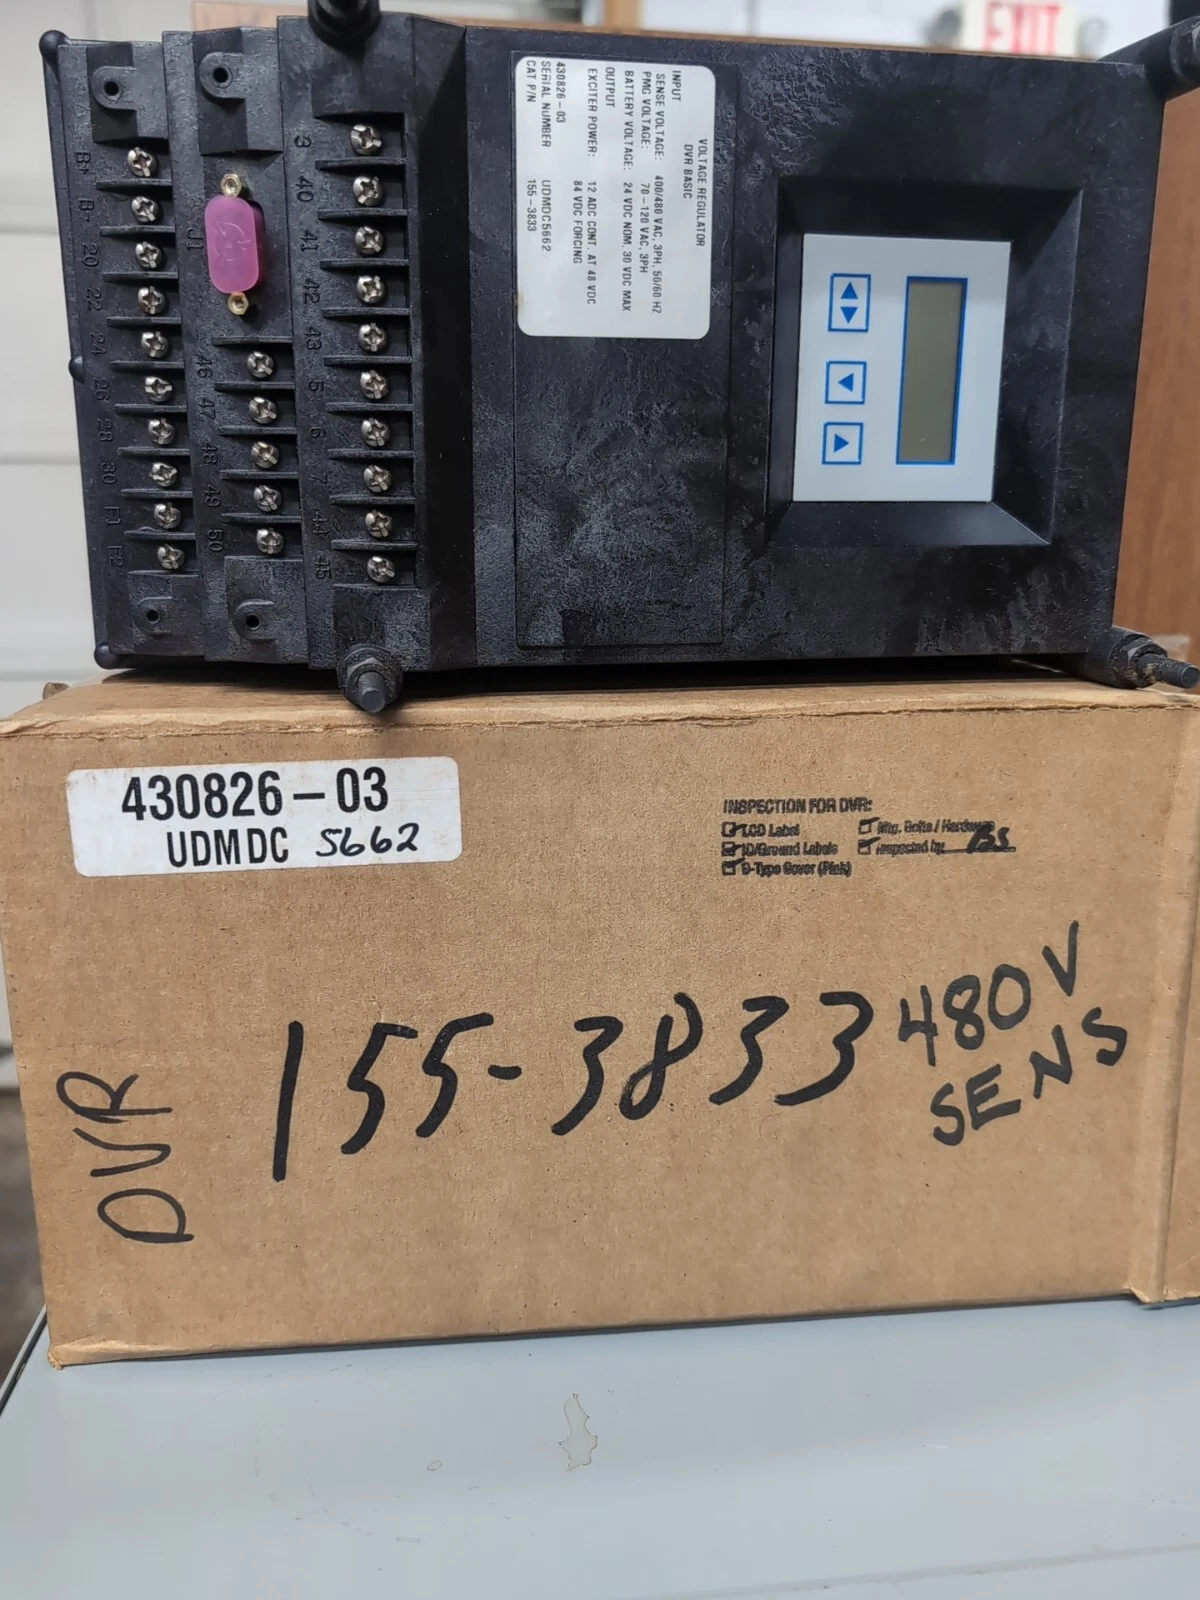 EXIT
VOLTAGE REGULATOR
DVR BASIC
INPUT
SENSE VOLTAGE: 400/480 VAC, 3PH, 50/60 HZ
PMG VOLTAGE: 70-120 VAC, 3PH
BATTERY VOLTAGE: 24 VDC NOM, 30 VDC MAX
OUTPUT
EXCITER POWER: 12 ADC CONT. AT 48 VDC
84 VDC FORCING
430826-03
SERIAL NUMBER UDMDC5662
CAT P/N 155-3833
3 40 41 42 43 5 6 7 44 45
J1
46 47 48 49 50
B+ B- 20 22 24 26 28 30 F1 F2
430826-03
UDMDC 5662
INSPECTION FOR DVR:
LCD Label
ID/Ground Labels
D-Type Cover (Pink)
Mtg. Bolts / Hardware
Inspected by BS
155-3833
480V
SENS
DVR